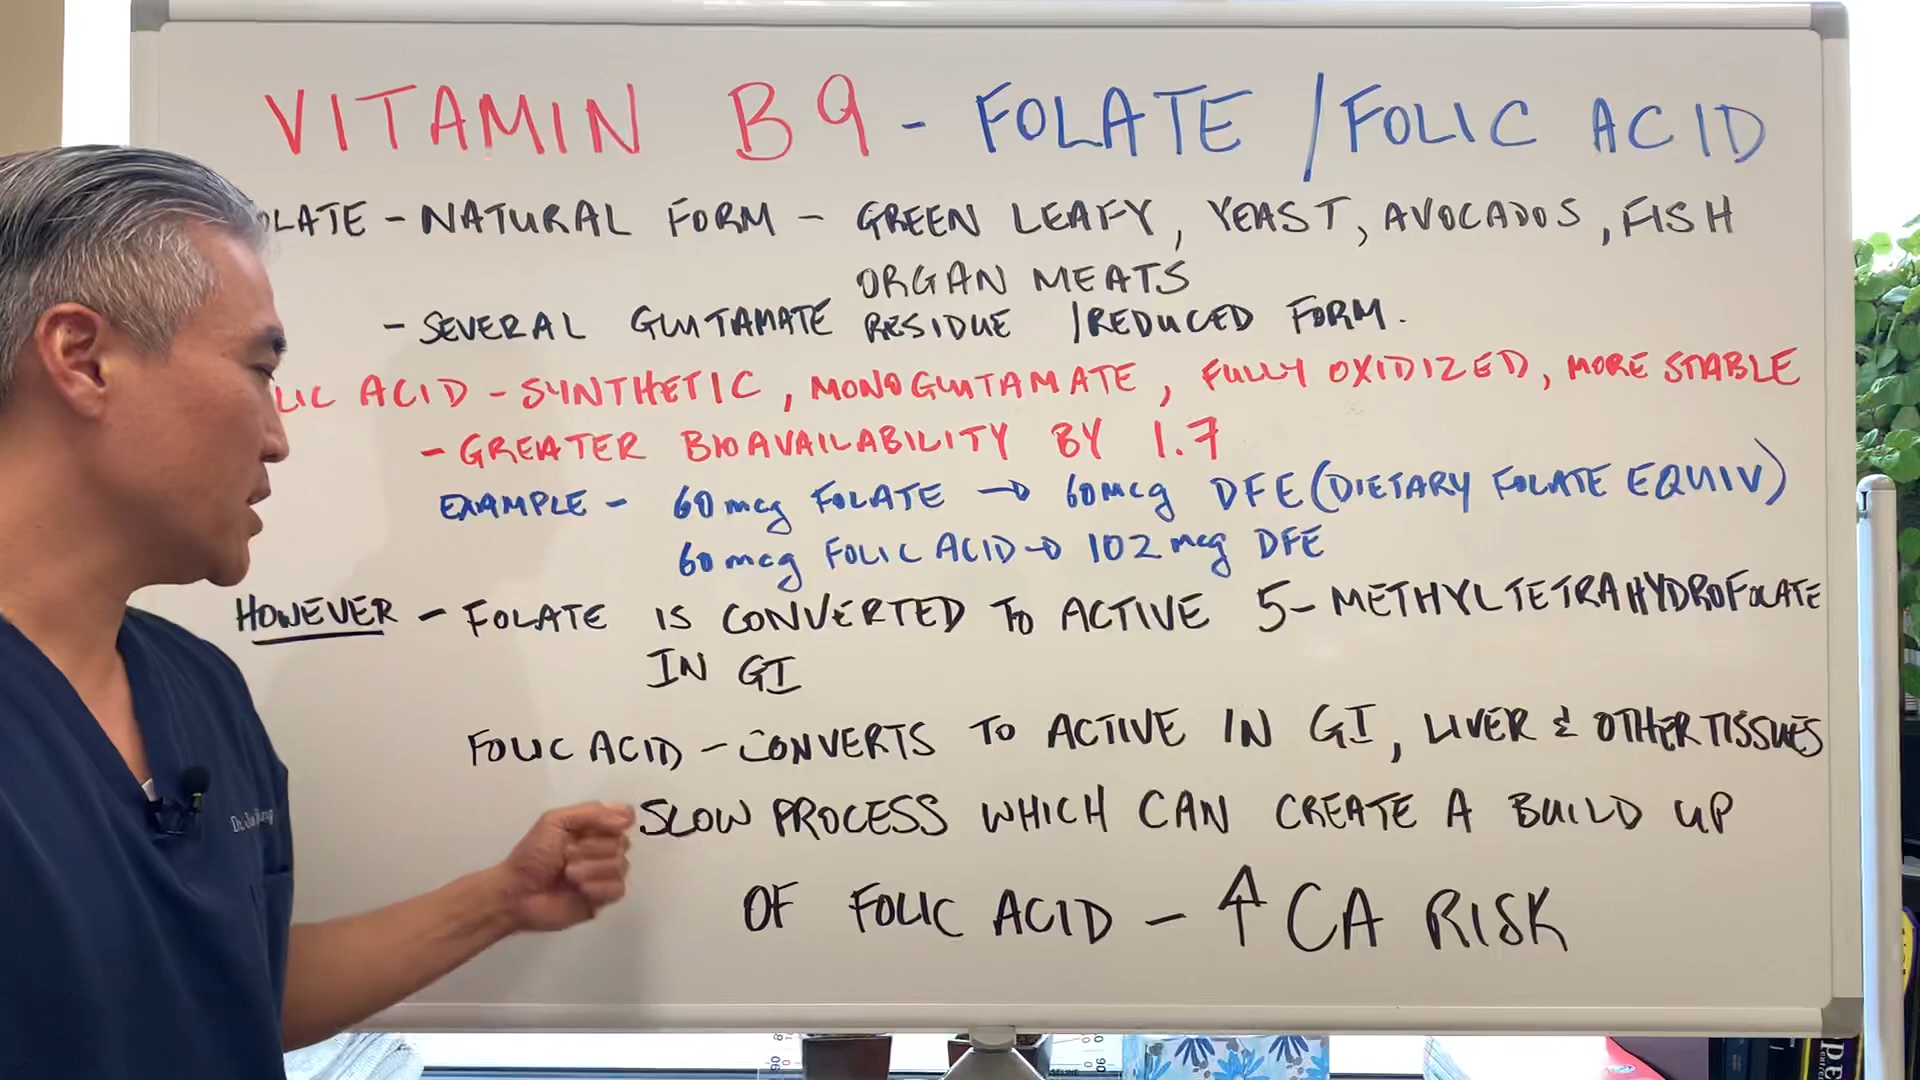 VITAMIN B9 - FOLATE / FOLIC ACID
OLATE - NATURAL FORM - GREEN LEAFY, YEAST, AVOCADOS, FISH
ORGAN MEATS
- SEVERAL GLUTAMATE RESIDUE / REDUCED FORM.
LIC ACID - SYNTHETIC, MONOGLUTAMATE, FULLY OXIDIZED, MORE STABLE
- GREATER BIOAVAILABILITY BY 1.7
EXAMPLE - 60 mcg FOLATE → 60 mcg DFE (DIETARY FOLATE EQUIV)
60 mcg FOLIC ACID → 102 mcg DFE
HOWEVER - FOLATE IS CONVERTED TO ACTIVE 5-METHYLTETRAHYDROFOLATE
IN GI
FOLIC ACID - CONVERTS TO ACTIVE IN GI, LIVER & OTHER TISSUES
SLOW PROCESS WHICH CAN CREATE A BUILD UP
OF FOLIC ACID - ↑ CA RISK